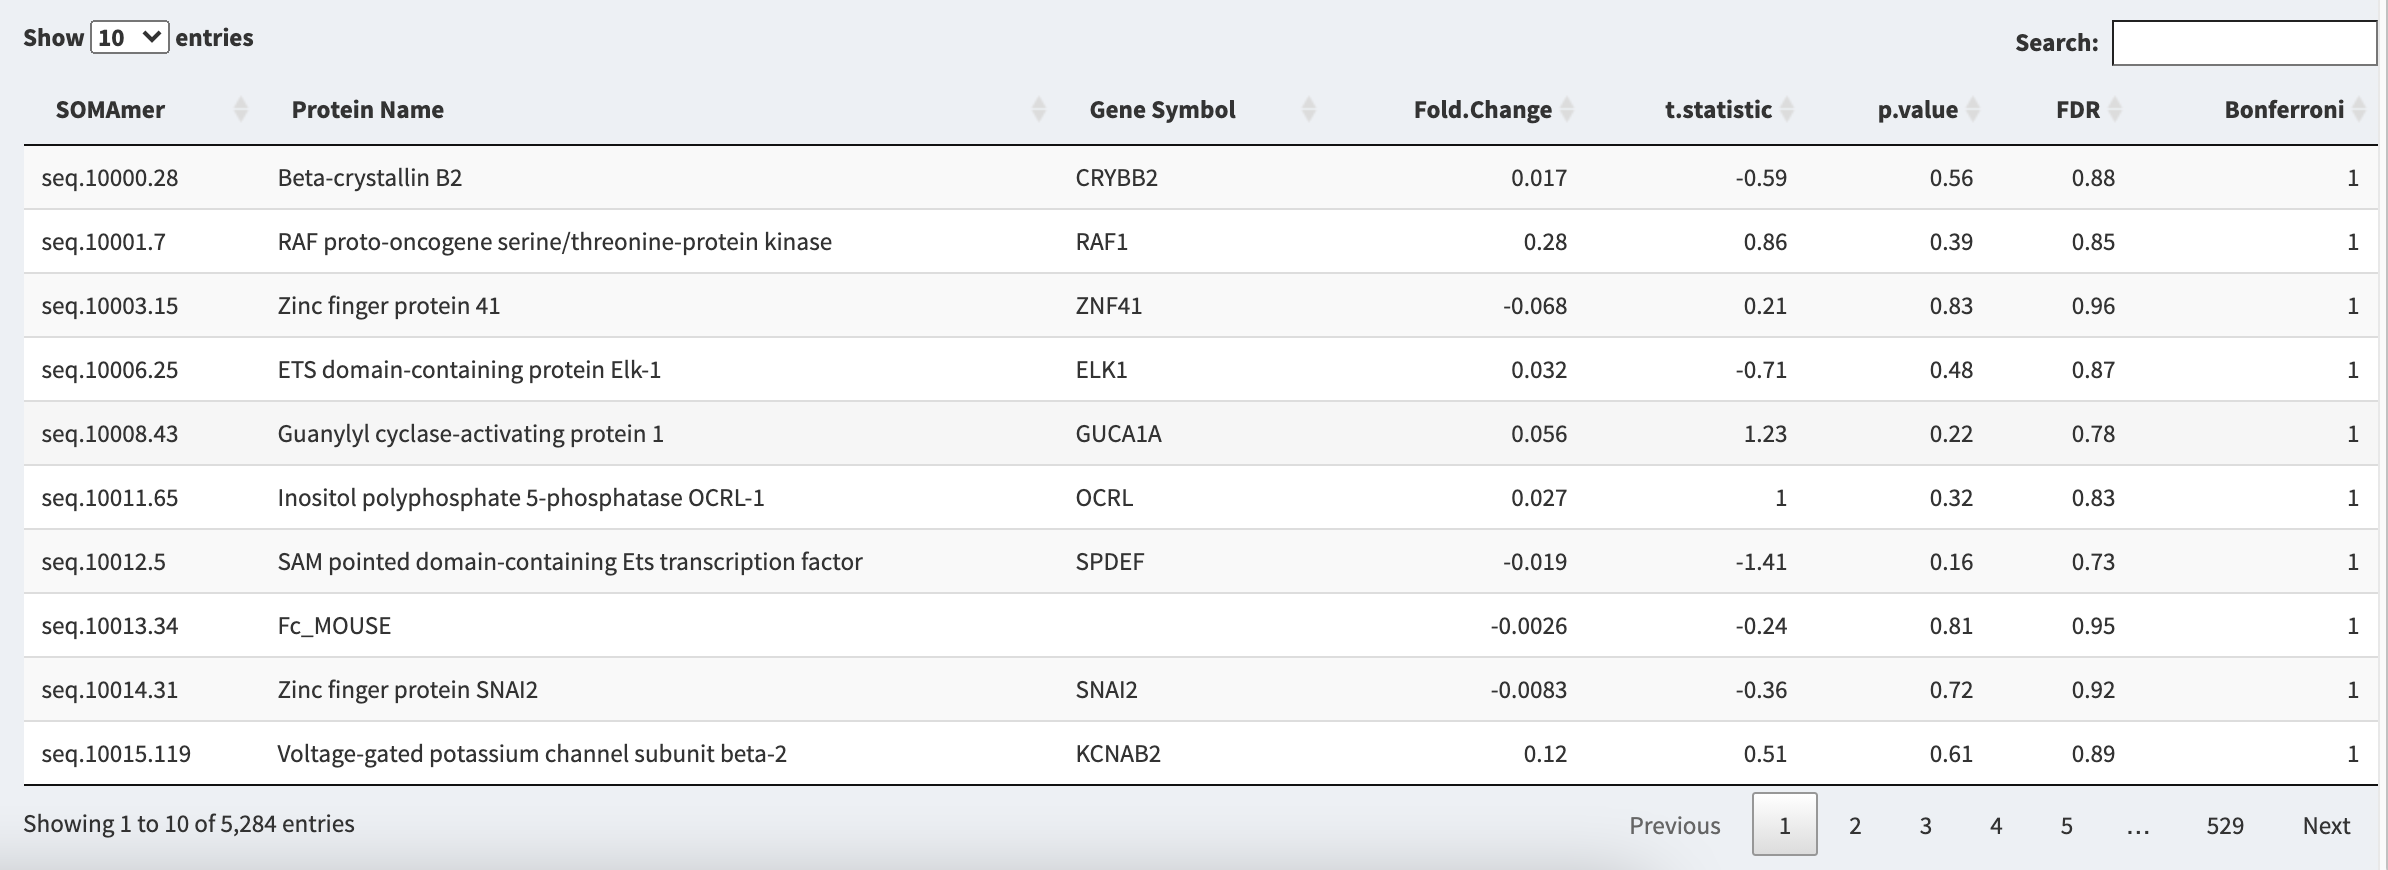 Show 10 entries Search:
SOMAmer Protein Name Gene Symbol Fold.Change t.statistic p.value FDR Bonferroni
seq.10000.28 Beta-crystallin B2 CRYBB2 0.017 -0.59 0.56 0.88 1
seq.10001.7 RAF proto-oncogene serine/threonine-protein kinase RAF1 0.28 0.86 0.39 0.85 1
seq.10003.15 Zinc finger protein 41 ZNF41 -0.068 0.21 0.83 0.96 1
seq.10006.25 ETS domain-containing protein Elk-1 ELK1 0.032 -0.71 0.48 0.87 1
seq.10008.43 Guanylyl cyclase-activating protein 1 GUCA1A 0.056 1.23 0.22 0.78 1
seq.10011.65 Inositol polyphosphate 5-phosphatase OCRL-1 OCRL 0.027 1 0.32 0.83 1
seq.10012.5 SAM pointed domain-containing Ets transcription factor SPDEF -0.019 -1.41 0.16 0.73 1
seq.10013.34 Fc_MOUSE -0.0026 -0.24 0.81 0.95 1
seq.10014.31 Zinc finger protein SNAI2 SNAI2 -0.0083 -0.36 0.72 0.92 1
seq.10015.119 Voltage-gated potassium channel subunit beta-2 KCNAB2 0.12 0.51 0.61 0.89 1
Showing 1 to 10 of 5,284 entries Previous 1 2 3 4 5 … 529 Next